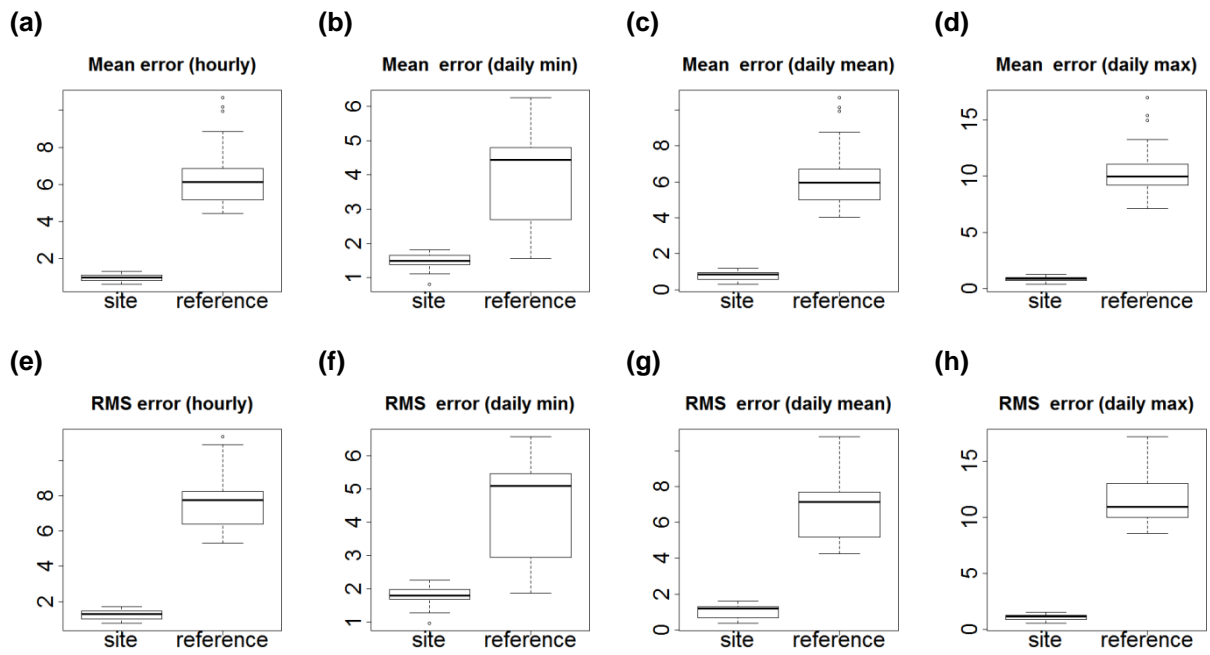 (a) (b) (c) (d)
Mean error (hourly) Mean error (daily min) Mean error (daily mean) Mean error (daily max)
2 4 6 8
site reference
1 2 3 4 5 6
site reference
0 2 4 6 8
site reference
0 5 10 15
site reference
(e) (f) (g) (h)
RMS error (hourly) RMS error (daily min) RMS error (daily mean) RMS error (daily max)
2 4 6 8
site reference
1 2 3 4 5 6
site reference
0 2 4 6 8
site reference
0 5 10 15
site reference